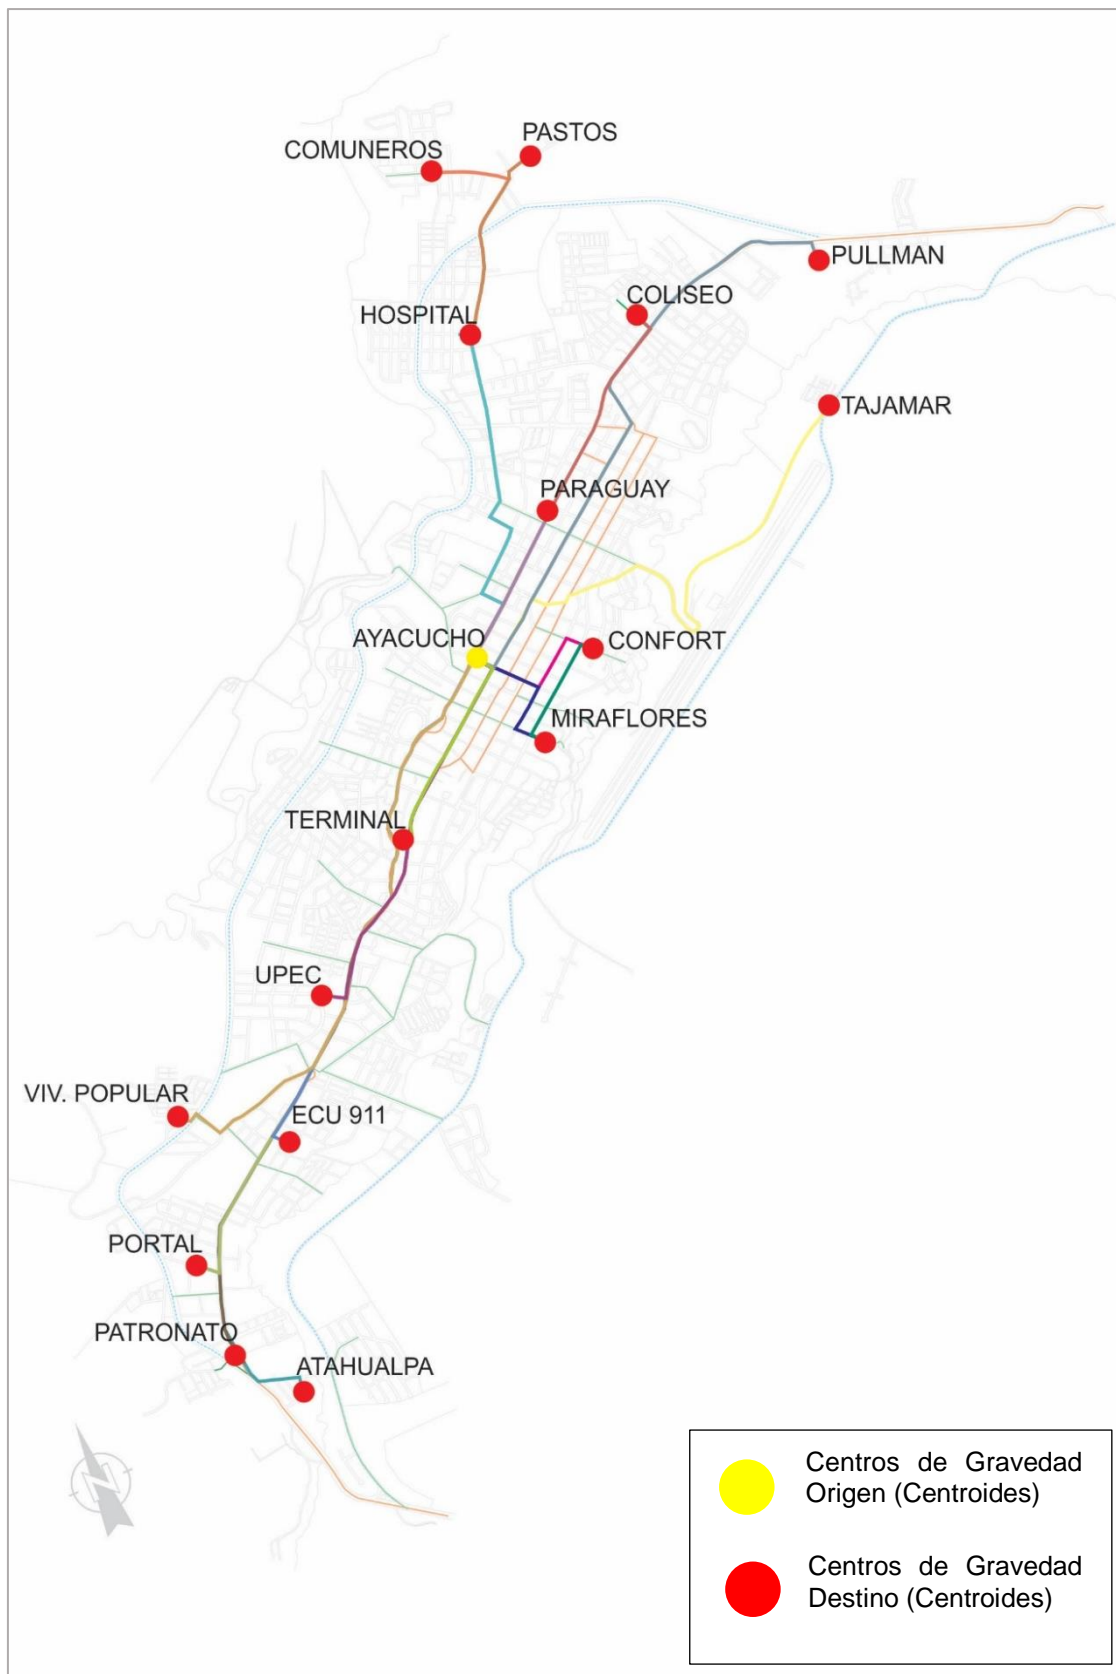 PASTOS
COMUNEROS
PULLMAN
COLISEO
HOSPITAL
TAJAMAR
PARAGUAY
AYACUCHO
CONFORT
MIRAFLORES
TERMINAL
UPEC
VIV. POPULAR
ECU 911
PORTAL
PATRONATO
ATAHUALPA
Centros de Gravedad
Origen (Centroides)
Centros de Gravedad
Destino (Centroides)